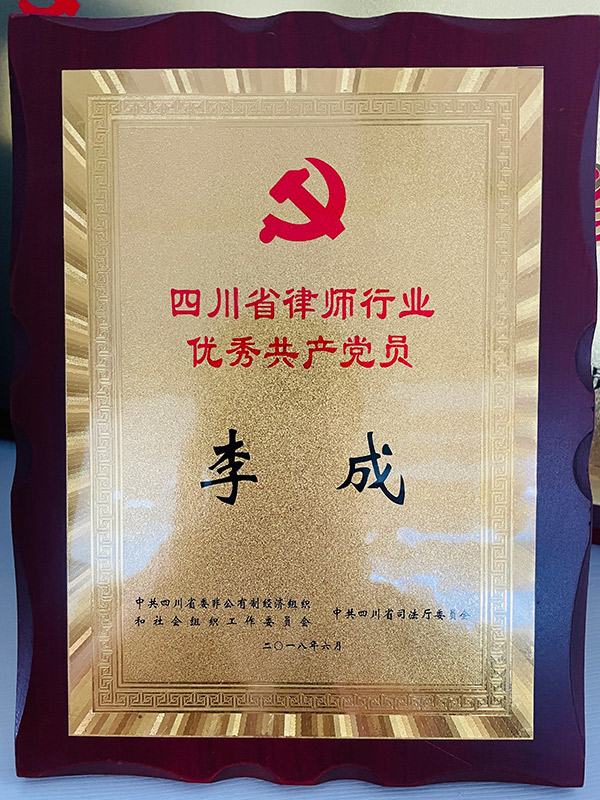 四川省律师行业
优秀共产党员
李 成
中共四川省委非公有制经济组织
和社会组织工作委员会
中共四川省司法厅委员会
二〇一八年六月